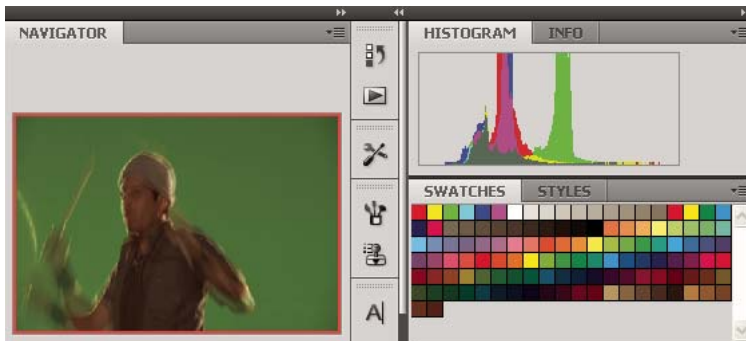 NAVIGATOR
HISTOGRAM
INFO
SWATCHES
STYLES
A